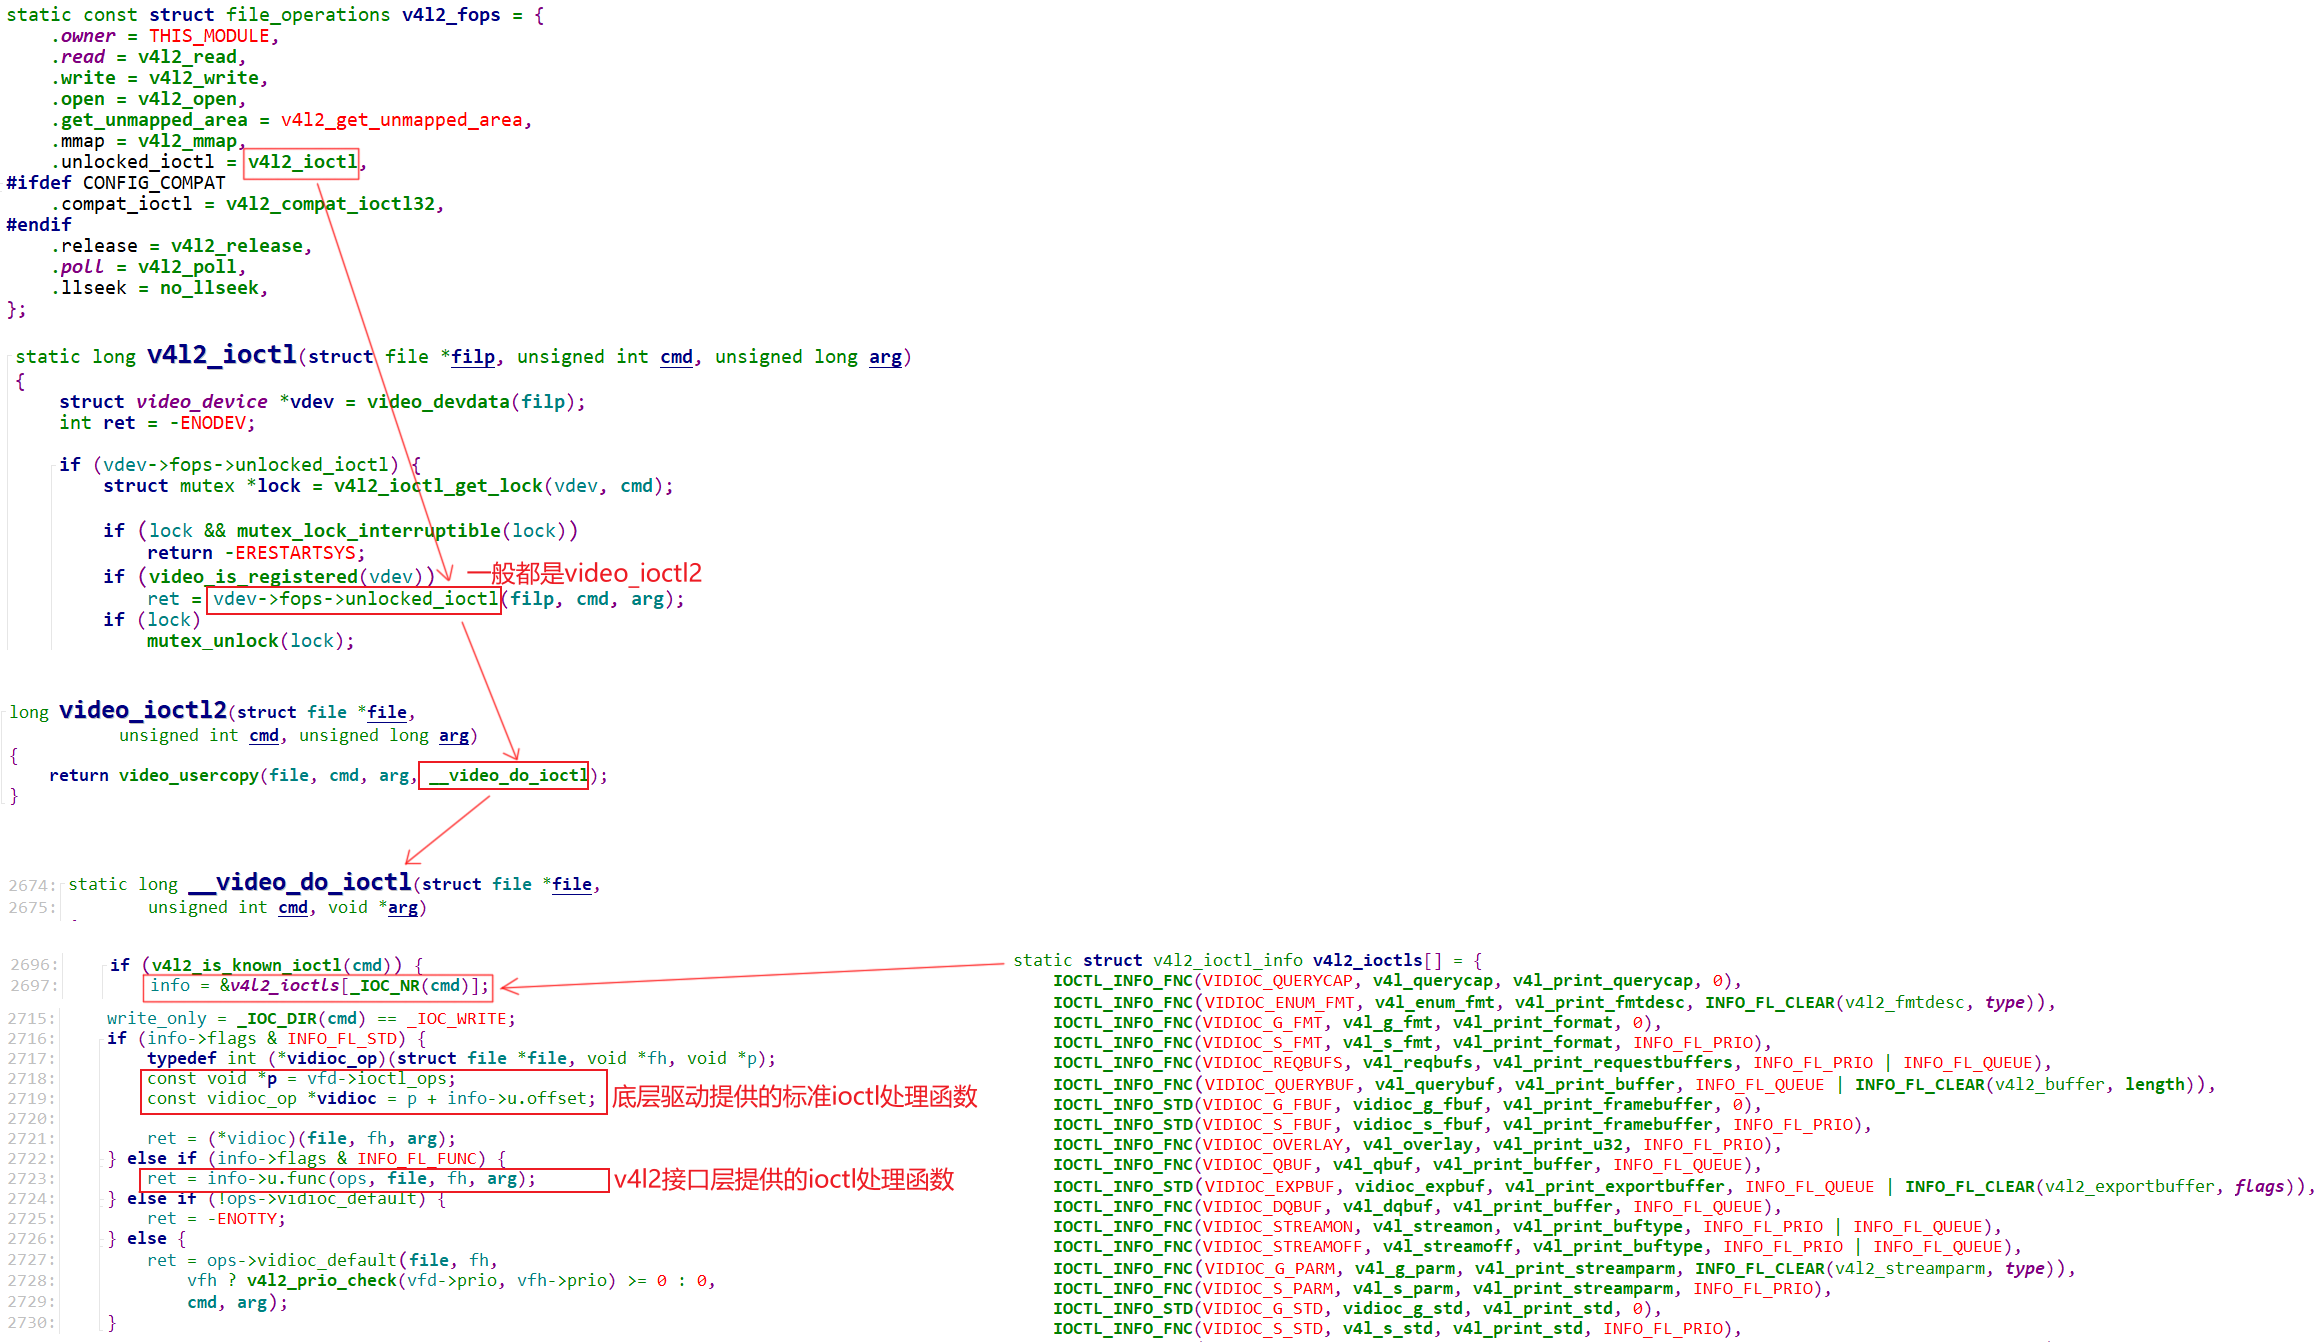 static const struct file_operations v4l2_fops = {
    .owner = THIS_MODULE,
    .read = v4l2_read,
    .write = v4l2_write,
    .open = v4l2_open,
    .get_unmapped_area = v4l2_get_unmapped_area,
    .mmap = v4l2_mmap,
    .unlocked_ioctl = v4l2_ioctl,
#ifdef CONFIG_COMPAT
    .compat_ioctl = v4l2_compat_ioctl32,
#endif
    .release = v4l2_release,
    .poll = v4l2_poll,
    .llseek = no_llseek,
};
static long v4l2_ioctl(struct file *filp, unsigned int cmd, unsigned long arg)
{
    struct video_device *vdev = video_devdata(filp);
    int ret = -ENODEV;
    if (vdev->fops->unlocked_ioctl) {
        struct mutex *lock = v4l2_ioctl_get_lock(vdev, cmd);
        if (lock && mutex_lock_interruptible(lock))
            return -ERESTARTSYS;
        if (video_is_registered(vdev))
一般都是video_ioctl2
            ret = vdev->fops->unlocked_ioctl(filp, cmd, arg);
        if (lock)
            mutex_unlock(lock);
long video_ioctl2(struct file *file,
           unsigned int cmd, unsigned long arg)
{
    return video_usercopy(file, cmd, arg, __video_do_ioctl);
}
2674: static long __video_do_ioctl(struct file *file,
2675:         unsigned int cmd, void *arg)
2696:     if (v4l2_is_known_ioctl(cmd)) {
2697:         info = &v4l2_ioctls[_IOC_NR(cmd)];
2715:     write_only = _IOC_DIR(cmd) == _IOC_WRITE;
2716:     if (info->flags & INFO_FL_STD) {
2717:         typedef int (*vidioc_op)(struct file *file, void *fh, void *p);
2718:         const void *p = vfd->ioctl_ops;
2719:         const vidioc_op *vidioc = p + info->u.offset;
底层驱动提供的标准ioctl处理函数
2720:
2721:         ret = (*vidioc)(file, fh, arg);
2722:     } else if (info->flags & INFO_FL_FUNC) {
2723:         ret = info->u.func(ops, file, fh, arg);
v4l2接口层提供的ioctl处理函数
2724:     } else if (!ops->vidioc_default) {
2725:         ret = -ENOTTY;
2726:     } else {
2727:         ret = ops->vidioc_default(file, fh,
2728:             vfh ? v4l2_prio_check(vfd->prio, vfh->prio) >= 0 : 0,
2729:             cmd, arg);
2730:     }
static struct v4l2_ioctl_info v4l2_ioctls[] = {
    IOCTL_INFO_FNC(VIDIOC_QUERYCAP, v4l_querycap, v4l_print_querycap, 0),
    IOCTL_INFO_FNC(VIDIOC_ENUM_FMT, v4l_enum_fmt, v4l_print_fmtdesc, INFO_FL_CLEAR(v4l2_fmtdesc, type)),
    IOCTL_INFO_FNC(VIDIOC_G_FMT, v4l_g_fmt, v4l_print_format, 0),
    IOCTL_INFO_FNC(VIDIOC_S_FMT, v4l_s_fmt, v4l_print_format, INFO_FL_PRIO),
    IOCTL_INFO_FNC(VIDIOC_REQBUFS, v4l_reqbufs, v4l_print_requestbuffers, INFO_FL_PRIO | INFO_FL_QUEUE),
    IOCTL_INFO_FNC(VIDIOC_QUERYBUF, v4l_querybuf, v4l_print_buffer, INFO_FL_QUEUE | INFO_FL_CLEAR(v4l2_buffer, length)),
    IOCTL_INFO_STD(VIDIOC_G_FBUF, vidioc_g_fbuf, v4l_print_framebuffer, 0),
    IOCTL_INFO_STD(VIDIOC_S_FBUF, vidioc_s_fbuf, v4l_print_framebuffer, INFO_FL_PRIO),
    IOCTL_INFO_FNC(VIDIOC_OVERLAY, v4l_overlay, v4l_print_u32, INFO_FL_PRIO),
    IOCTL_INFO_FNC(VIDIOC_QBUF, v4l_qbuf, v4l_print_buffer, INFO_FL_QUEUE),
    IOCTL_INFO_STD(VIDIOC_EXPBUF, vidioc_expbuf, v4l_print_exportbuffer, INFO_FL_QUEUE | INFO_FL_CLEAR(v4l2_exportbuffer, flags)),
    IOCTL_INFO_FNC(VIDIOC_DQBUF, v4l_dqbuf, v4l_print_buffer, INFO_FL_QUEUE),
    IOCTL_INFO_FNC(VIDIOC_STREAMON, v4l_streamon, v4l_print_buftype, INFO_FL_PRIO | INFO_FL_QUEUE),
    IOCTL_INFO_FNC(VIDIOC_STREAMOFF, v4l_streamoff, v4l_print_buftype, INFO_FL_PRIO | INFO_FL_QUEUE),
    IOCTL_INFO_FNC(VIDIOC_G_PARM, v4l_g_parm, v4l_print_streamparm, INFO_FL_CLEAR(v4l2_streamparm, type)),
    IOCTL_INFO_FNC(VIDIOC_S_PARM, v4l_s_parm, v4l_print_streamparm, INFO_FL_PRIO),
    IOCTL_INFO_STD(VIDIOC_G_STD, vidioc_g_std, v4l_print_std, 0),
    IOCTL_INFO_FNC(VIDIOC_S_STD, v4l_s_std, v4l_print_std, INFO_FL_PRIO),